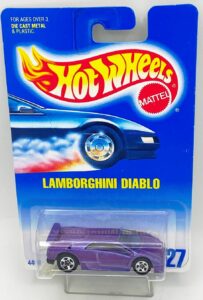 FOR AGES OVER 3
DIE CAST METAL
& PLASTIC
HOT WHEELS
MATTEL
LAMBORGHINI DIABLO
27